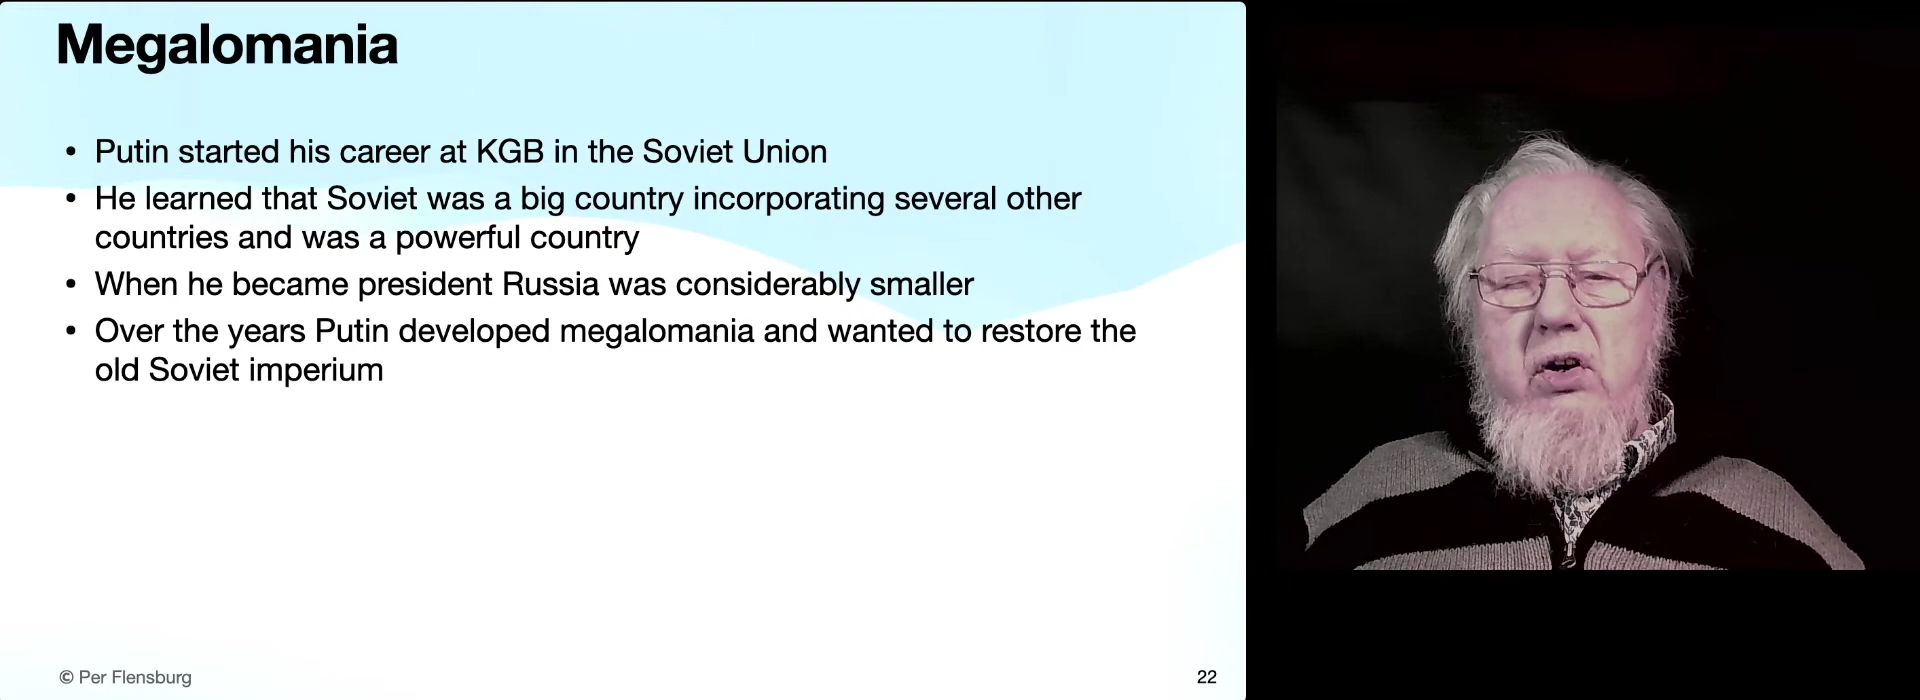 Megalomania
• Putin started his career at KGB in the Soviet Union
• He learned that Soviet was a big country incorporating several other
countries and was a powerful country
• When he became president Russia was considerably smaller
• Over the years Putin developed megalomania and wanted to restore the
old Soviet imperium
© Per Flensburg
22